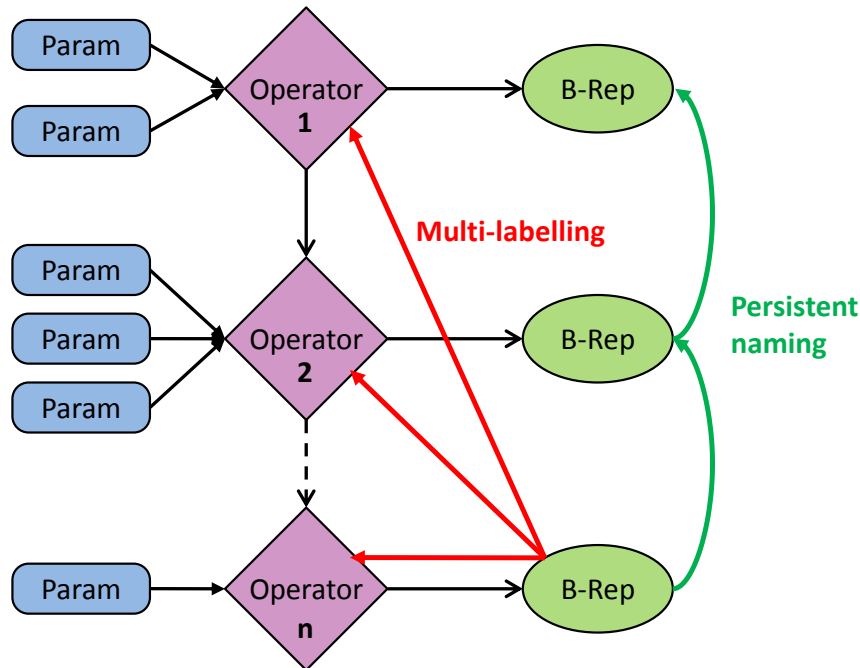 Param
Param
Operator
1
B-Rep
Multi-labelling
Param
Param
Param
Operator
2
B-Rep
Persistent
naming
Param
Operator
n
B-Rep